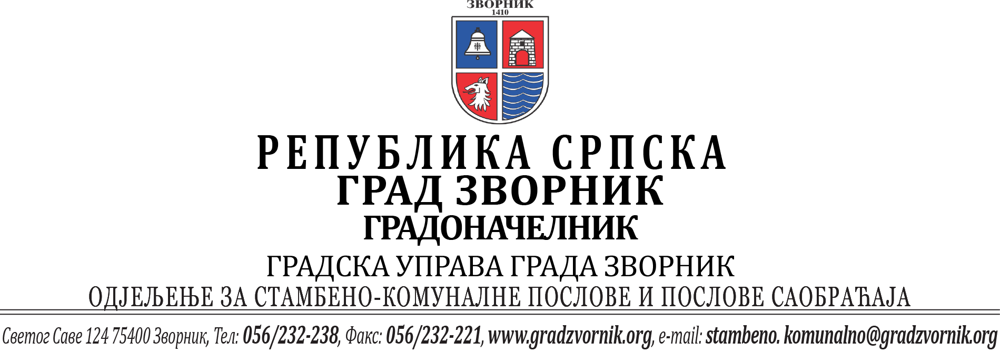 ЗВОРНИК
1410
РЕПУБЛИКА СРПСКА
ГРАД ЗВОРНИК
ГРАДОНАЧЕЛНИК
ГРАДСКА УПРАВА ГРАДА ЗВОРНИК
ОДЈЕЉЕЊЕ ЗА СТАМБЕНО-КОМУНАЛНЕ ПОСЛОВЕ И ПОСЛОВЕ САОБРАЋАЈА
Светог Саве 124 75400 Зворник, Тел: 056/232-238, Факс: 056/232-221, www.gradzvornik.org, e-mail: stambeno. komunalno@gradzvornik.org